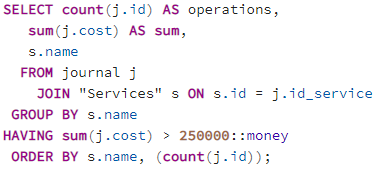 SELECT count(j.id) AS operations,
sum(j.cost) AS sum,
s.name
FROM journal j
JOIN "Services" s ON s.id = j.id_service
GROUP BY s.name
HAVING sum(j.cost) > 250000::money
ORDER BY s.name, (count(j.id));